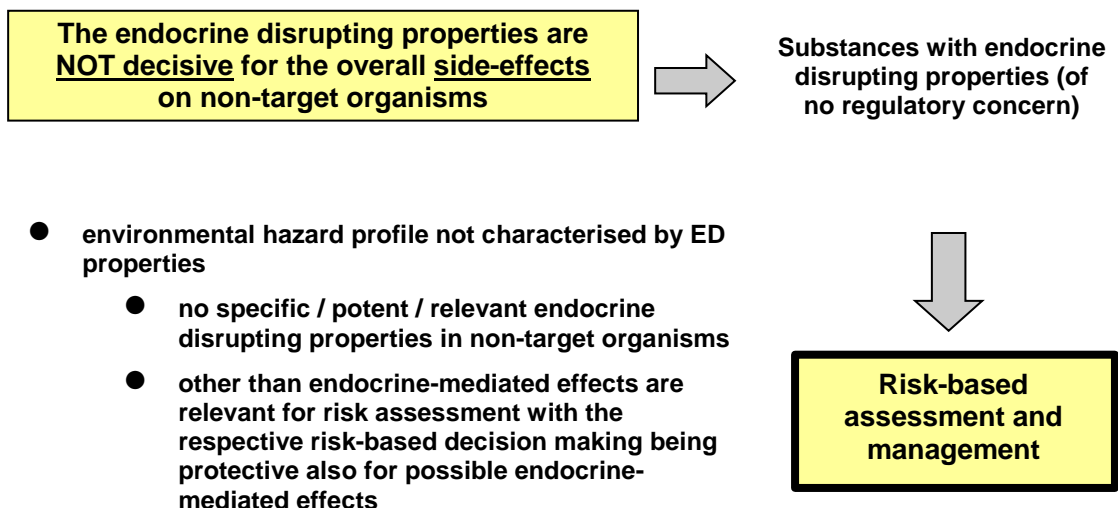 The endocrine disrupting properties are
NOT decisive for the overall side-effects
on non-target organisms
Substances with endocrine
disrupting properties (of
no regulatory concern)
● environmental hazard profile not characterised by ED
properties
● no specific / potent / relevant endocrine
disrupting properties in non-target organisms
● other than endocrine-mediated effects are
relevant for risk assessment with the
respective risk-based decision making being
protective also for possible endocrine-
mediated effects
Risk-based
assessment and
management